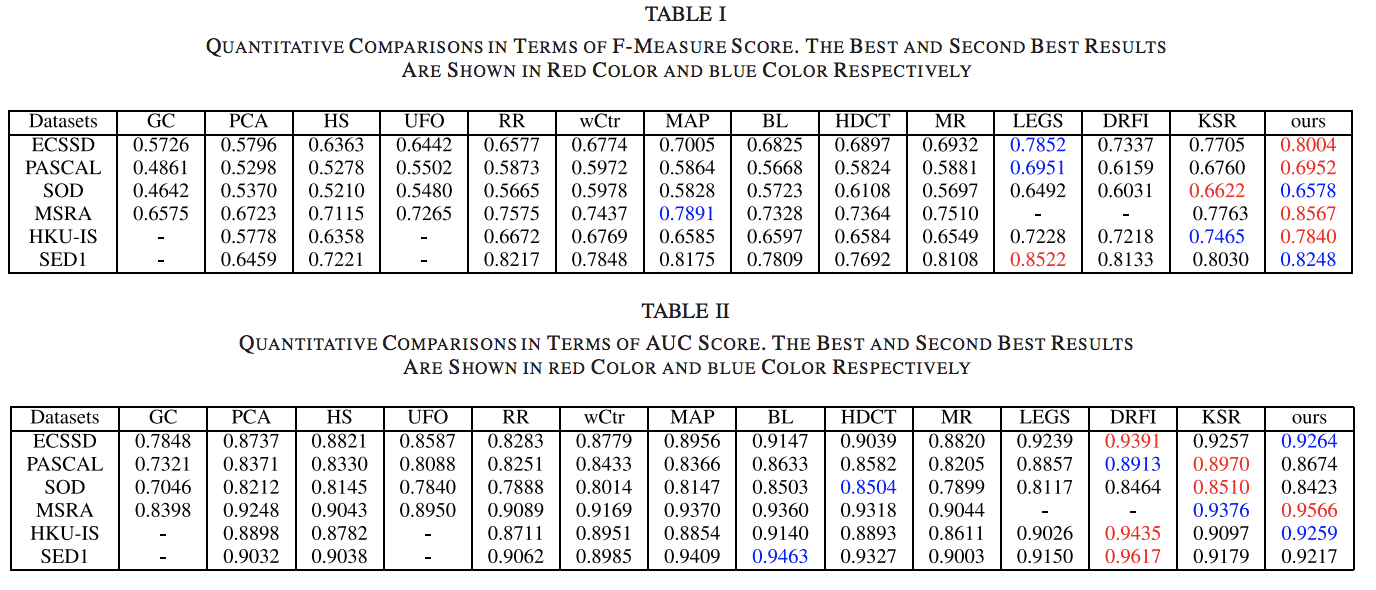 TABLE I
QUANTITATIVE COMPARISONS IN TERMS OF F-MEASURE SCORE. THE BEST AND SECOND BEST RESULTS
ARE SHOWN IN RED COLOR AND BLUE COLOR RESPECTIVELY
Datasets GC PCA HS UFO RR wCtr MAP BL HDCT MR LEGS DRFI KSR ours
ECSSD 0.5726 0.5796 0.6363 0.6442 0.6577 0.6774 0.7005 0.6825 0.6897 0.6932 0.7852 0.7337 0.7705 0.8004
PASCAL 0.4861 0.5298 0.5278 0.5502 0.5873 0.5972 0.5864 0.5668 0.5824 0.5881 0.6951 0.6159 0.6760 0.6952
SOD 0.4642 0.5370 0.5210 0.5480 0.5665 0.5978 0.5828 0.5723 0.6108 0.5697 0.6492 0.6031 0.6622 0.6578
MSRA 0.6575 0.6723 0.7115 0.7265 0.7575 0.7437 0.7891 0.7328 0.7364 0.7510 - - 0.7763 0.8567
HKU-IS - 0.5778 0.6358 - 0.6672 0.6769 0.6585 0.6597 0.6584 0.6549 0.7228 0.7218 0.7465 0.7840
SED1 - 0.6459 0.7221 - 0.8217 0.7848 0.8175 0.7809 0.7692 0.8108 0.8522 0.8133 0.8030 0.8248
TABLE II
QUANTITATIVE COMPARISONS IN TERMS OF AUC SCORE. THE BEST AND SECOND BEST RESULTS
ARE SHOWN IN RED COLOR AND BLUE COLOR RESPECTIVELY
Datasets GC PCA HS UFO RR wCtr MAP BL HDCT MR LEGS DRFI KSR ours
ECSSD 0.7848 0.8737 0.8821 0.8587 0.8283 0.8779 0.8956 0.9147 0.9039 0.8820 0.9239 0.9391 0.9257 0.9264
PASCAL 0.7321 0.8371 0.8330 0.8088 0.8251 0.8433 0.8366 0.8633 0.8582 0.8205 0.8857 0.8913 0.8970 0.8674
SOD 0.7046 0.8212 0.8145 0.7840 0.7888 0.8014 0.8147 0.8503 0.8504 0.7899 0.8117 0.8464 0.8510 0.8423
MSRA 0.8398 0.9248 0.9043 0.8950 0.9089 0.9169 0.9370 0.9360 0.9318 0.9044 - - 0.9376 0.9566
HKU-IS - 0.8898 0.8782 - 0.8711 0.8951 0.8854 0.9140 0.8893 0.8611 0.9026 0.9435 0.9097 0.9259
SED1 - 0.9032 0.9038 - 0.9062 0.8985 0.9409 0.9463 0.9327 0.9003 0.9150 0.9617 0.9179 0.9217